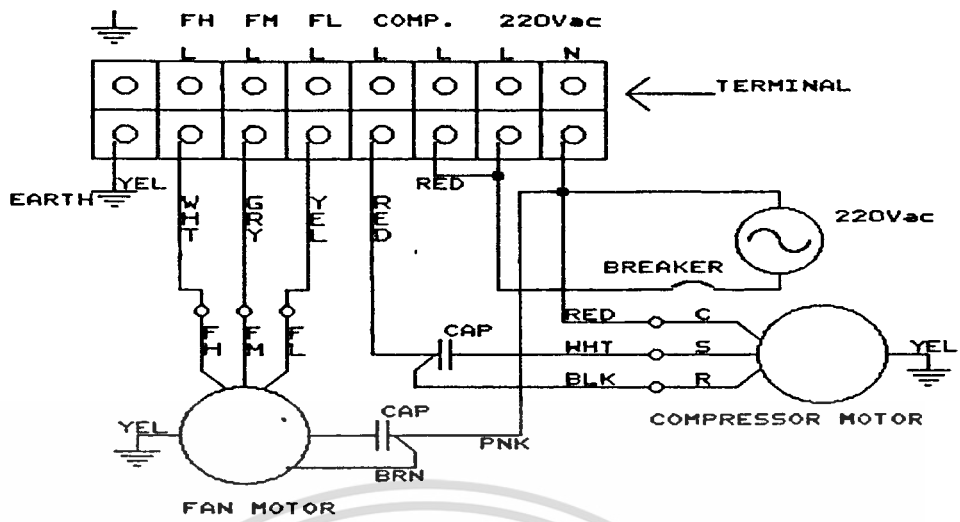 FH FM FL COMP. 220Vac
L L L L L L N
TERMINAL
YEL
EARTH
RED
WHT
GRY
YEL
RED
220Vac
BREAKER
RED C
CAP
WHT S
BLK R
YEL
FH
FM
FL
COMPRESSOR MOTOR
CAP
YEL
PNK
BRN
FAN MOTOR